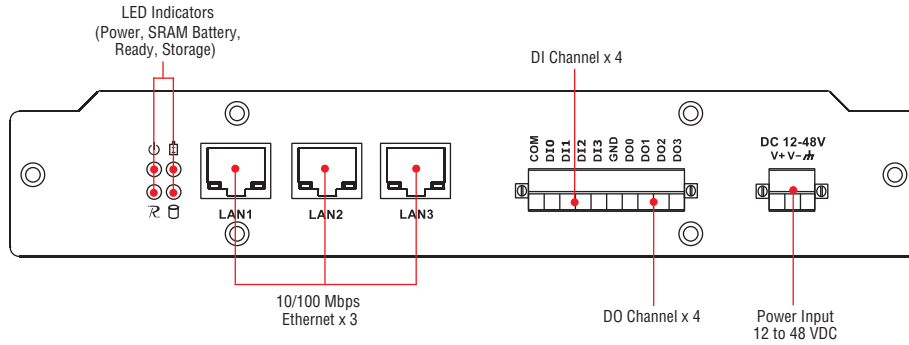 LED Indicators
(Power, SRAM Battery,
Ready, Storage)
DI Channel x 4
COM
DI0
DI1
DI2
DI3
GND
DO0
DO1
DO2
DO3
DC 12-48V
V+ V-
LAN1
LAN2
LAN3
10/100 Mbps
Ethernet x 3
DO Channel x 4
Power Input
12 to 48 VDC